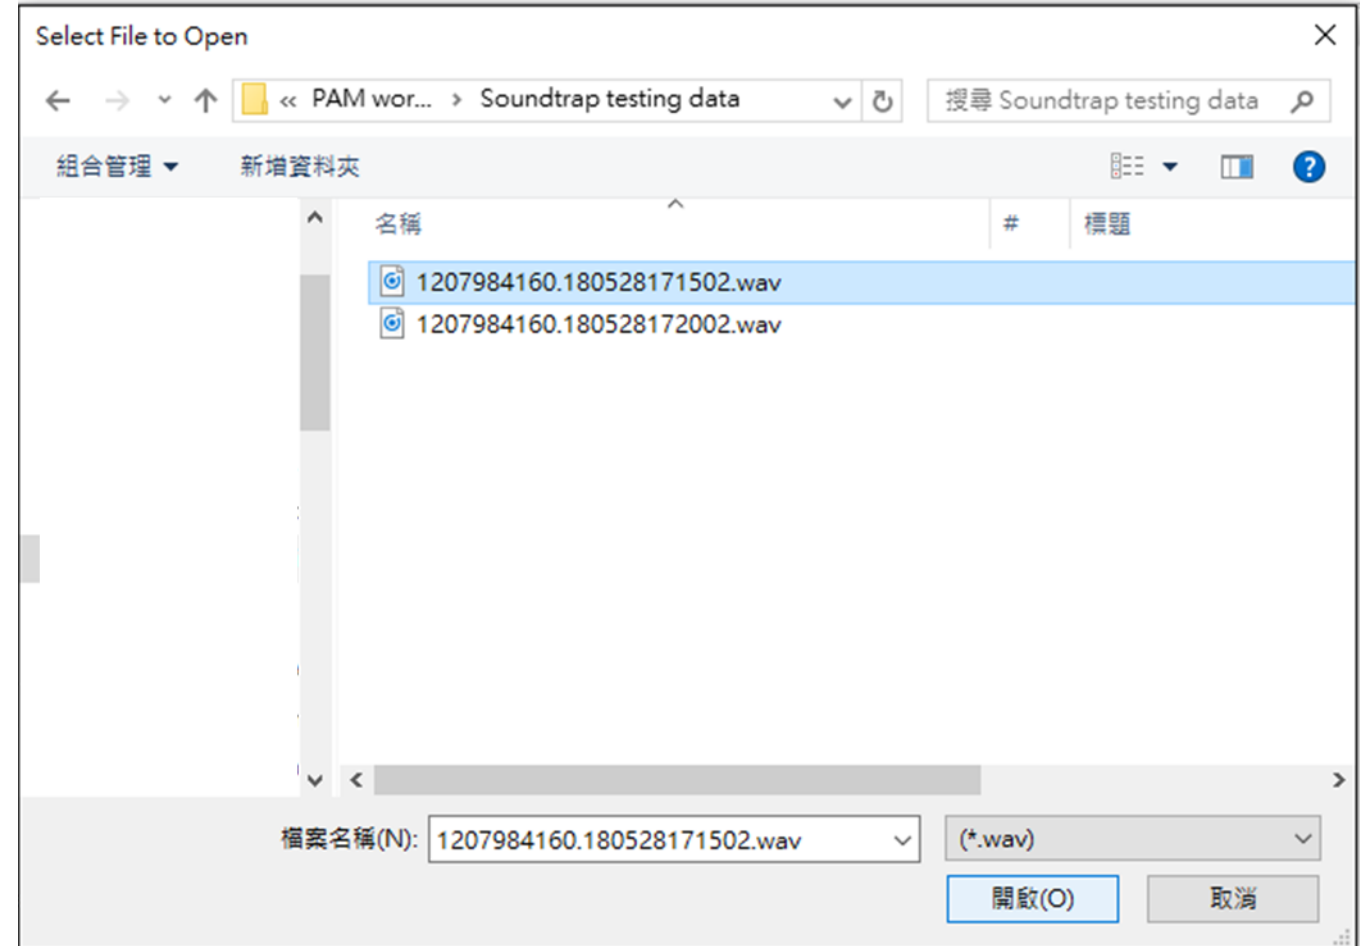 Select File to Open
« PAM wor... > Soundtrap testing data
搜尋 Soundtrap testing data
組合管理 新增資料夾 ?
名稱 # 標題
1207984160.180528171502.wav
1207984160.180528172002.wav
檔案名稱(N): 1207984160.180528171502.wav (*.wav)
開啟(O) 取消